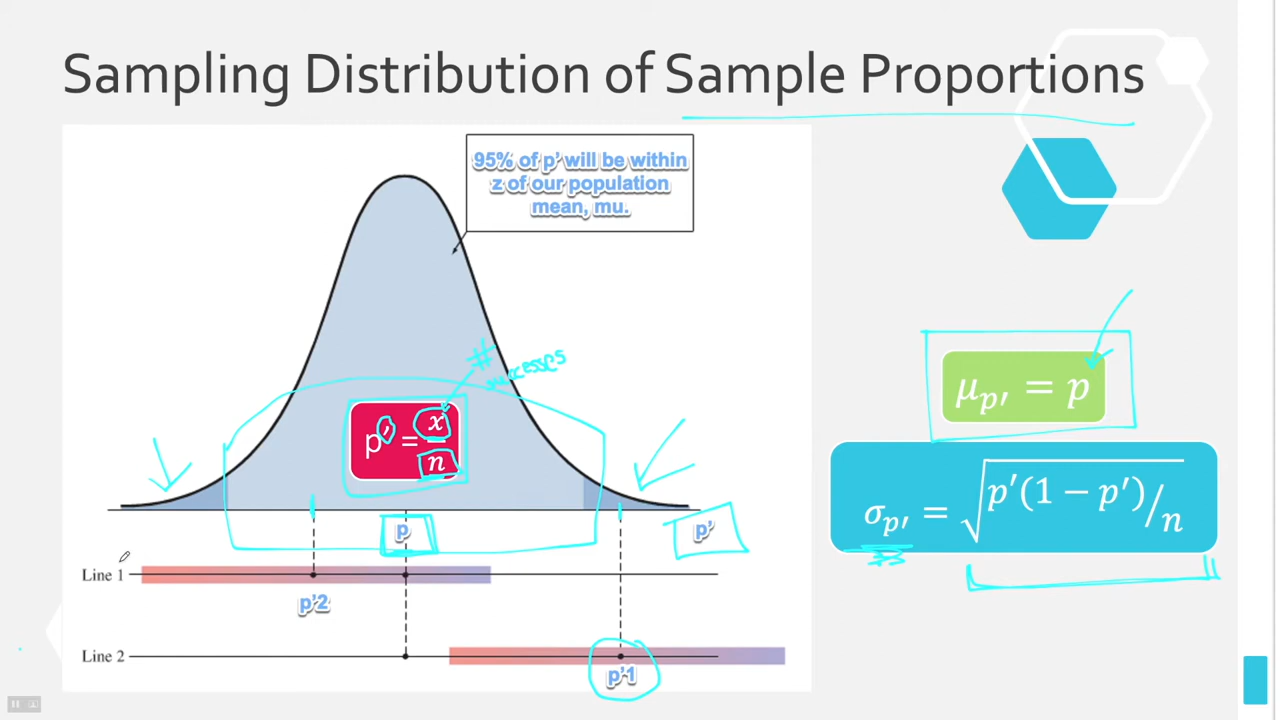 Sampling Distribution of Sample Proportions
95% of p' will be within
z of our population
mean, mu.
# successes
p' = x/n
μp' = p
σp' = √p'(1 − p')/n
p
p'
Line 1
p'2
Line 2
p'1